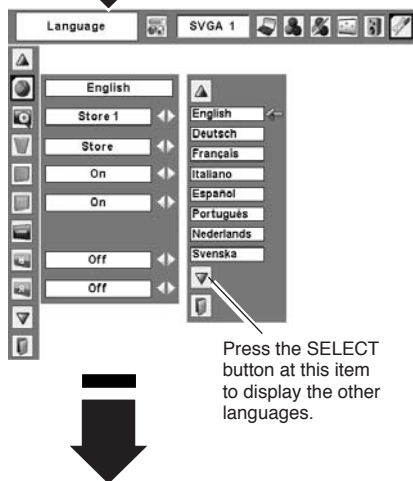 Language
SVGA 1
English
Store 1
Store
On
On
Off
Off
English
Deutsch
Français
Italiano
Español
Português
Nederlands
Svenska
Press the SELECT
button at this item
to display the other
languages.